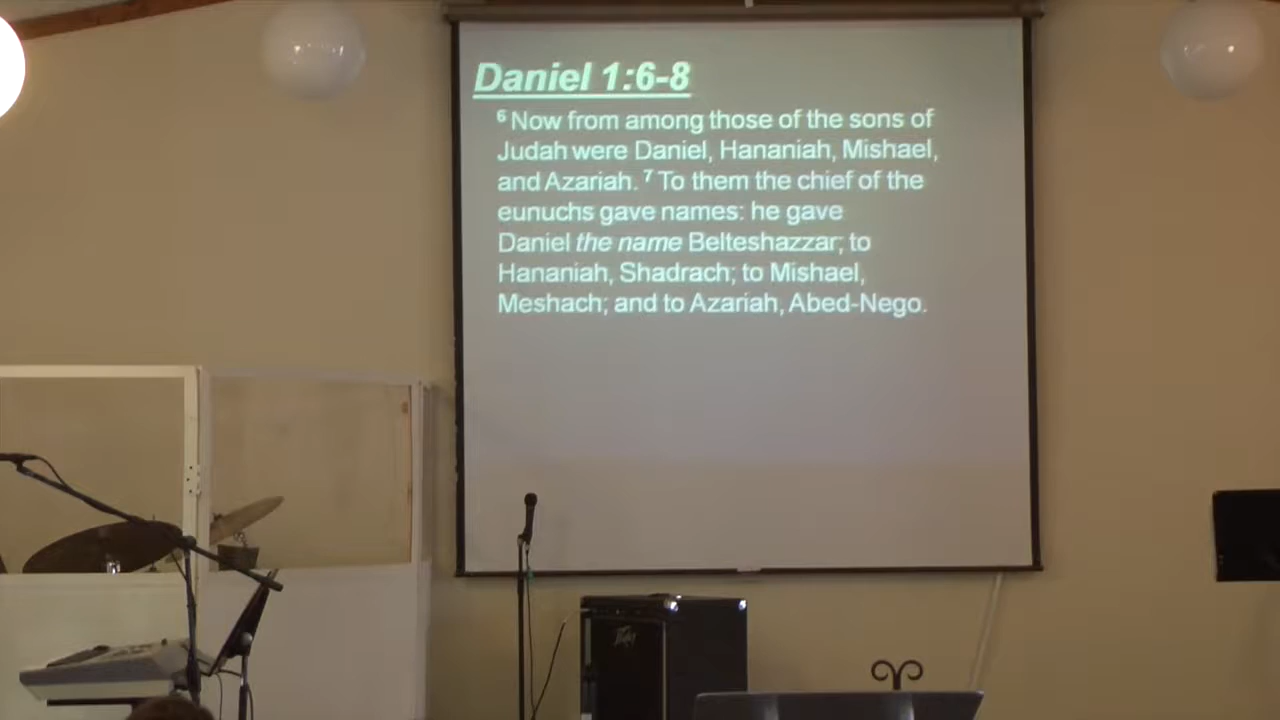 Daniel 1:6-8
6 Now from among those of the sons of
Judah were Daniel, Hananiah, Mishael,
and Azariah. 7 To them the chief of the
eunuchs gave names: he gave
Daniel the name Belteshazzar; to
Hananiah, Shadrach; to Mishael,
Meshach; and to Azariah, Abed-Nego.
Peavey